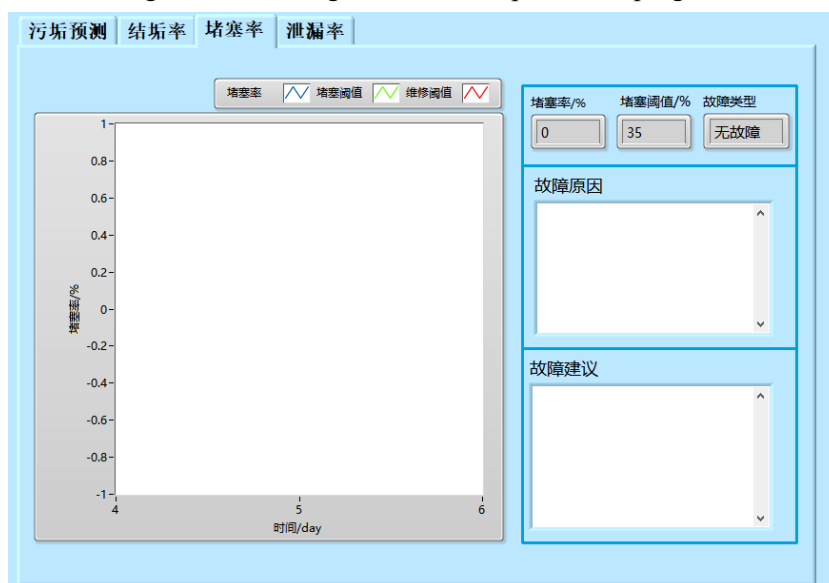 污垢预测 结垢率 堵塞率 泄漏率
堵塞率 堵塞阈值 维修阈值
堵塞率/% 堵塞阈值/% 故障类型
0 35 无故障
1
0.8
0.6
0.4
0.2
0
-0.2
-0.4
-0.6
-0.8
-1
堵塞率/%
4 5 6
时间/day
故障原因
故障建议